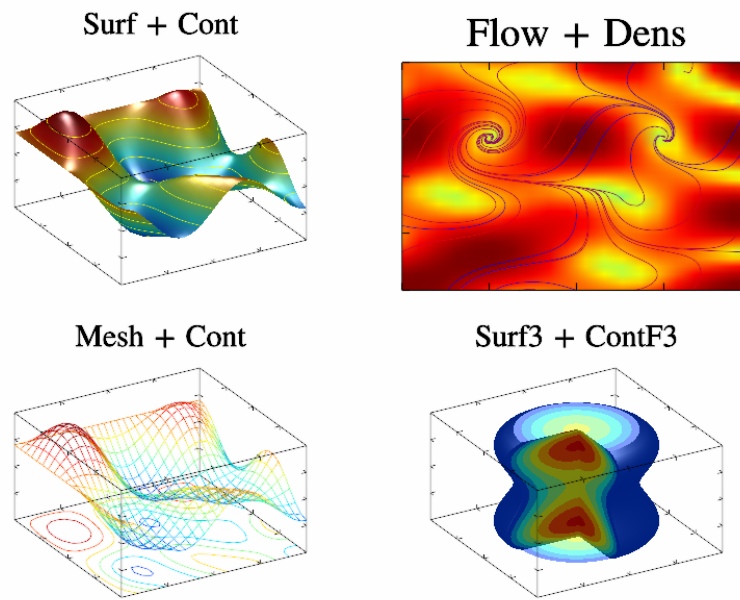 Surf + Cont
Flow + Dens
Mesh + Cont
Surf3 + ContF3